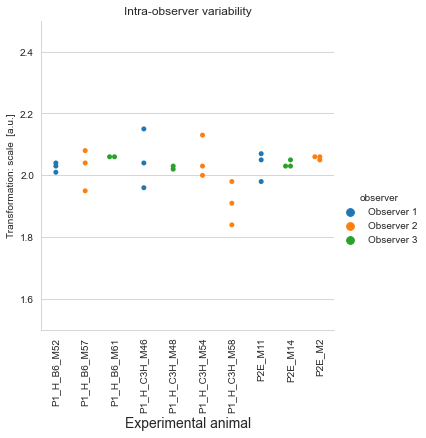 Intra-observer variability
Transformation: scale [a.u.]
2.4
2.2
2.0
1.8
1.6
P1_H_B6_M52
P1_H_B6_M57
P1_H_B6_M61
P1_H_C3H_M46
P1_H_C3H_M48
P1_H_C3H_M54
P1_H_C3H_M58
P2E_M11
P2E_M14
P2E_M2
Experimental animal
observer
Observer 1
Observer 2
Observer 3